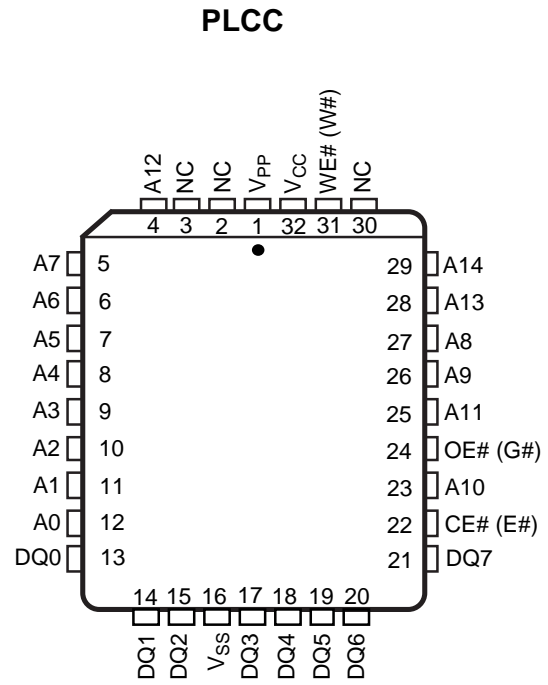 PLCC
A12 NC NC VPP VCC WE# (W#) NC
4 3 2 1 32 31 30
A7 5 29 A14
A6 6 28 A13
A5 7 27 A8
A4 8 26 A9
A3 9 25 A11
A2 10 24 OE# (G#)
A1 11 23 A10
A0 12 22 CE# (E#)
DQ0 13 21 DQ7
14 15 16 17 18 19 20
DQ1 DQ2 VSS DQ3 DQ4 DQ5 DQ6